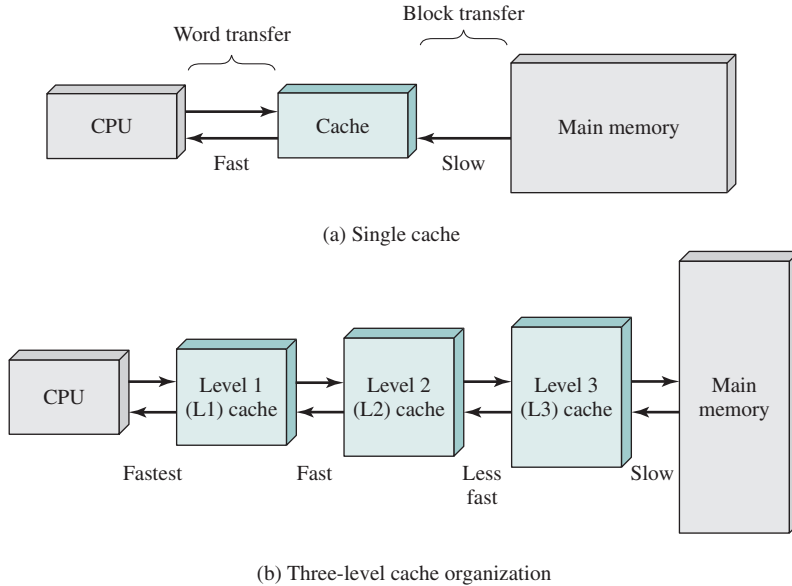 Block transfer
Word transfer
CPU
Cache
Main memory
Fast
Slow
(a) Single cache
CPU
Level 1
(L1) cache
Level 2
(L2) cache
Level 3
(L3) cache
Main
memory
Fastest
Fast
Less
fast
Slow
(b) Three-level cache organization